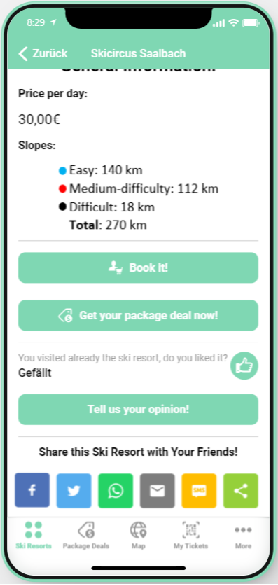 8:29
Zurück Skicircus Saalbach
General Information:
Price per day:
30,00€
Slopes:
Easy: 140 km
Medium-difficulty: 112 km
Difficult: 18 km
Total: 270 km
Book it!
Get your package deal now!
You visited already the ski resort, do you liked it?
Gefällt
Tell us your opinion!
Share this Ski Resort with Your Friends!
f SMS
Ski Resorts Package Deals Map My Tickets More